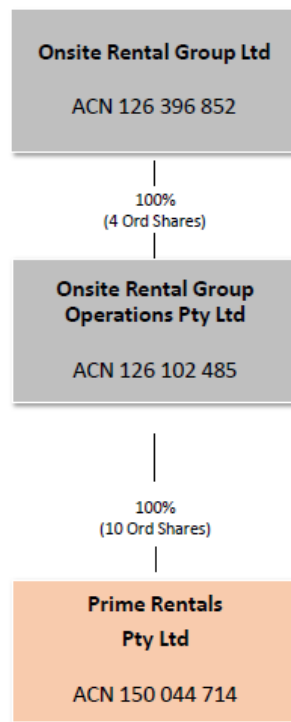 Onsite Rental Group Ltd
ACN 126 396 852
100%
(4 Ord Shares)
Onsite Rental Group
Operations Pty Ltd
ACN 126 102 485
100%
(10 Ord Shares)
Prime Rentals
Pty Ltd
ACN 150 044 714